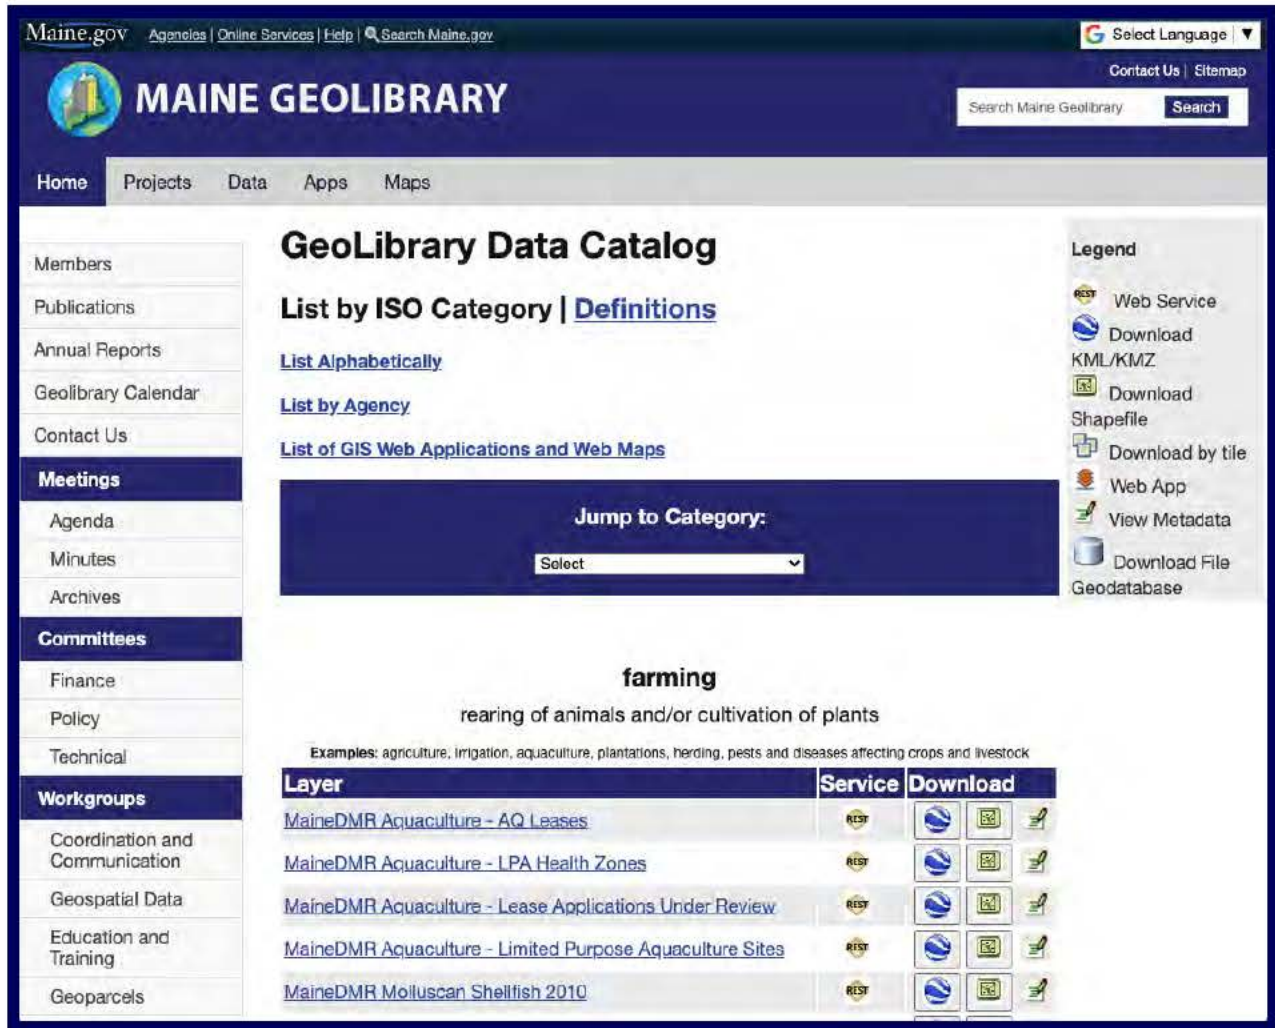 Maine.gov Agencies | Online Services | Help | Search Maine.gov
Select Language ▼
Contact Us | Sitemap
MAINE GEOLIBRARY
Search Maine Geolibrary Search
Home Projects Data Apps Maps
Members
Publications
Annual Reports
Geolibrary Calendar
Contact Us
Meetings
Agenda
Minutes
Archives
Committees
Finance
Policy
Technical
Workgroups
Coordination and
Communication
Geospatial Data
Education and
Training
Geoparcels
GeoLibrary Data Catalog
List by ISO Category | Definitions
List Alphabetically
List by Agency
List of GIS Web Applications and Web Maps
Jump to Category:
Select
Legend
REST Web Service
Download
KML/KMZ
Download
Shapefile
Download by tile
Web App
View Metadata
Download File
Geodatabase
farming
rearing of animals and/or cultivation of plants
Examples: agriculture, irrigation, aquaculture, plantations, herding, pests and diseases affecting crops and livestock
Layer Service Download
MaineDMR Aquaculture - AQ Leases REST
MaineDMR Aquaculture - LPA Health Zones REST
MaineDMR Aquaculture - Lease Applications Under Review REST
MaineDMR Aquaculture - Limited Purpose Aquaculture Sites REST
MaineDMR Molluscan Shellfish 2010 REST